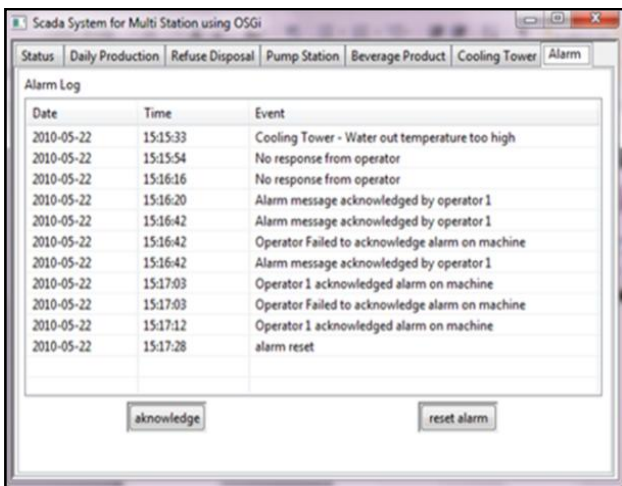 Scada System for Multi Station using OSGi
Status Daily Production Refuse Disposal Pump Station Beverage Product Cooling Tower Alarm
Alarm Log
Date Time Event
2010-05-22 15:15:33 Cooling Tower - Water out temperature too high
2010-05-22 15:15:54 No response from operator
2010-05-22 15:16:16 No response from operator
2010-05-22 15:16:20 Alarm message acknowledged by operator 1
2010-05-22 15:16:42 Alarm message acknowledged by operator 1
2010-05-22 15:16:42 Operator Failed to acknowledge alarm on machine
2010-05-22 15:16:42 Alarm message acknowledged by operator 1
2010-05-22 15:17:03 Operator 1 acknowledged alarm on machine
2010-05-22 15:17:03 Operator Failed to acknowledge alarm on machine
2010-05-22 15:17:12 Operator 1 acknowledged alarm on machine
2010-05-22 15:17:28 alarm reset
aknowledge reset alarm